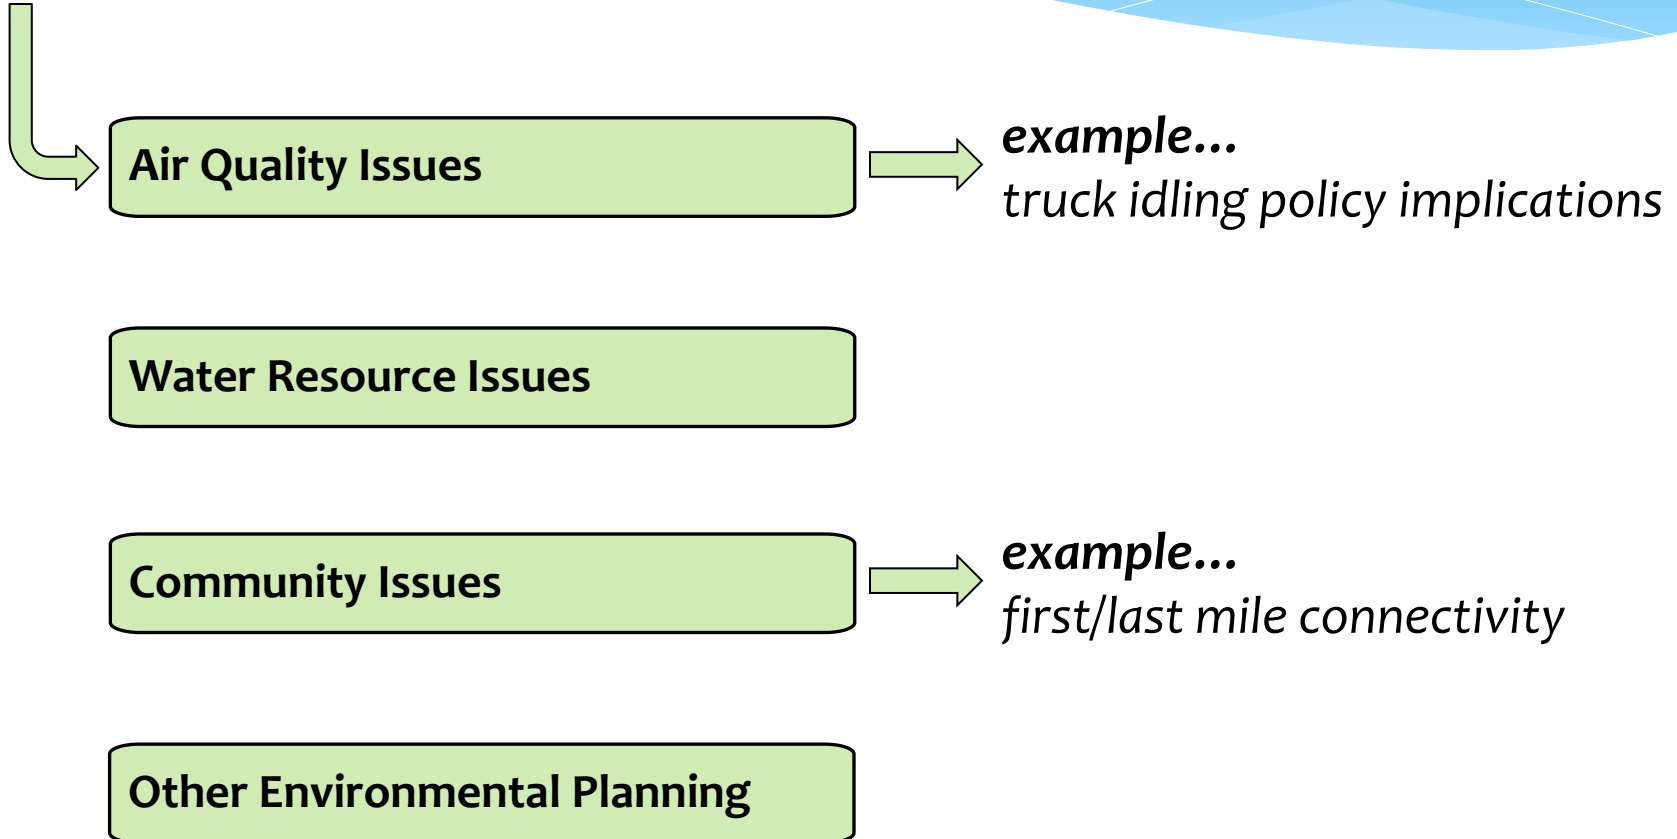 Air Quality Issues
example...
truck idling policy implications
Water Resource Issues
Community Issues
example...
first/last mile connectivity
Other Environmental Planning